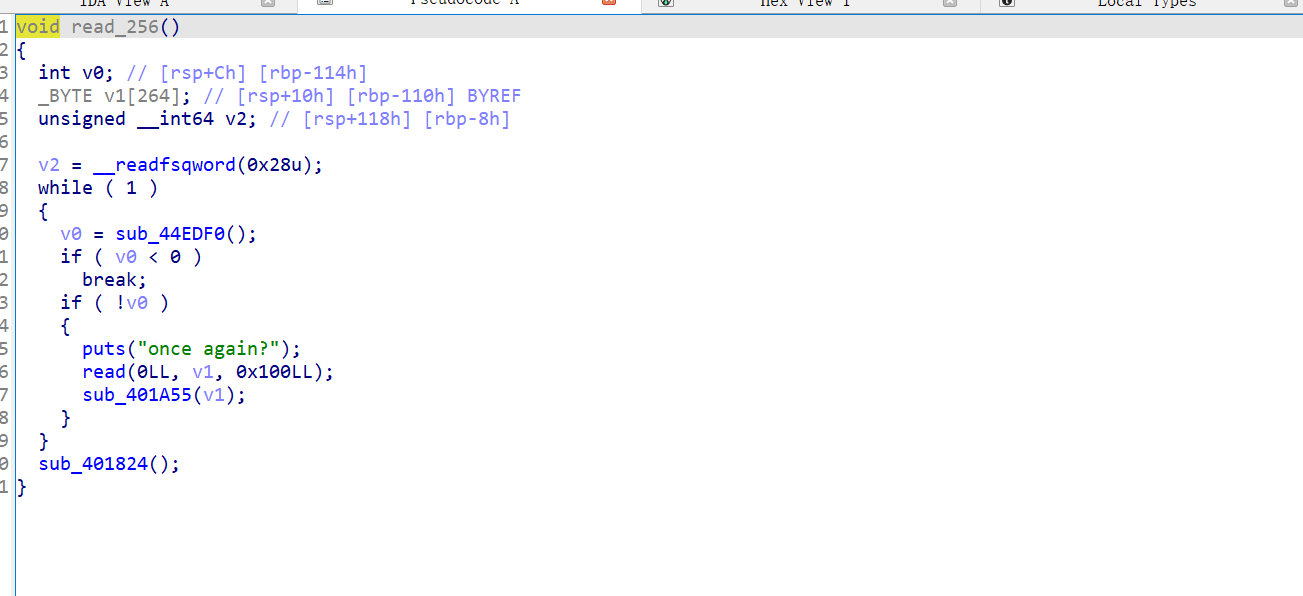 IDA View A Pseudocode A Hex View 1 Local Types
1 void read_256()
2 {
3 int v0; // [rsp+Ch] [rbp-114h]
4 _BYTE v1[264]; // [rsp+10h] [rbp-110h] BYREF
5 unsigned __int64 v2; // [rsp+118h] [rbp-8h]
6
7 v2 = __readfsqword(0x28u);
8 while ( 1 )
9 {
0 v0 = sub_44EDF0();
1 if ( v0 < 0 )
2 break;
3 if ( !v0 )
4 {
5 puts("once again?");
6 read(0LL, v1, 0x100LL);
7 sub_401A55(v1);
8 }
9 }
0 sub_401824();
1 }